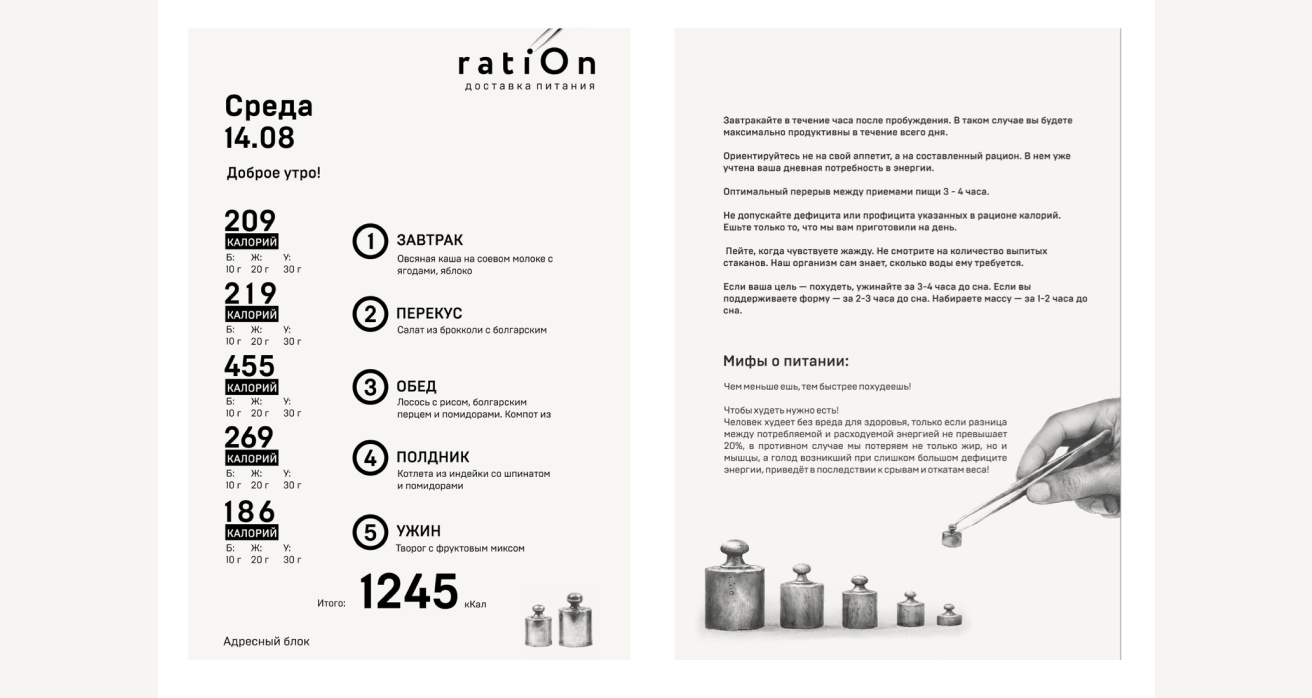 ratiOn
доставка питания
Среда
14.08
Доброе утро!
209
КАЛОРИЙ
Б: Ж: У:
10 г 20 г 30 г
1 ЗАВТРАК
Овсяная каша на соевом молоке с
ягодами, яблоко
219
КАЛОРИЙ
Б: Ж: У:
10 г 20 г 30 г
2 ПЕРЕКУС
Салат из брокколи с болгарским
455
КАЛОРИЙ
Б: Ж: У:
10 г 20 г 30 г
3 ОБЕД
Лосось с рисом, болгарским
перцем и помидорами. Компот из
269
КАЛОРИЙ
Б: Ж: У:
10 г 20 г 30 г
4 ПОЛДНИК
Котлета из индейки со шпинатом
и помидорами
186
КАЛОРИЙ
Б: Ж: У:
10 г 20 г 30 г
5 УЖИН
Творог с фруктовым миксом
Итого: 1245 кКал
Адресный блок
Завтракайте в течение часа после пробуждения. В таком случае вы будете
максимально продуктивны в течение всего дня.
Ориентируйтесь не на свой аппетит, а на составленный рацион. В нем уже
учтена ваша дневная потребность в энергии.
Оптимальный перерыв между приемами пищи 3 - 4 часа.
Не допускайте дефицита или профицита указанных в рационе калорий.
Ешьте только то, что мы вам приготовили на день.
Пейте, когда чувствуете жажду. Не смотрите на количество выпитых
стаканов. Наш организм сам знает, сколько воды ему требуется.
Если ваша цель — похудеть, ужинайте за 3-4 часа до сна. Если вы
поддерживаете форму — за 2-3 часа до сна. Набираете массу — за 1-2 часа до
сна.
Мифы о питании:
Чем меньше ешь, тем быстрее похудеешь!
Чтобы худеть нужно есть!
Человек худеет без вреда для здоровья, только если разница
между потребляемой и расходуемой энергией не превышает
20%, в противном случае мы потеряем не только жир, но и
мышцы, а голод возникший при слишком большом дефиците
энергии, приведёт в последствии к срывам и откатам веса!